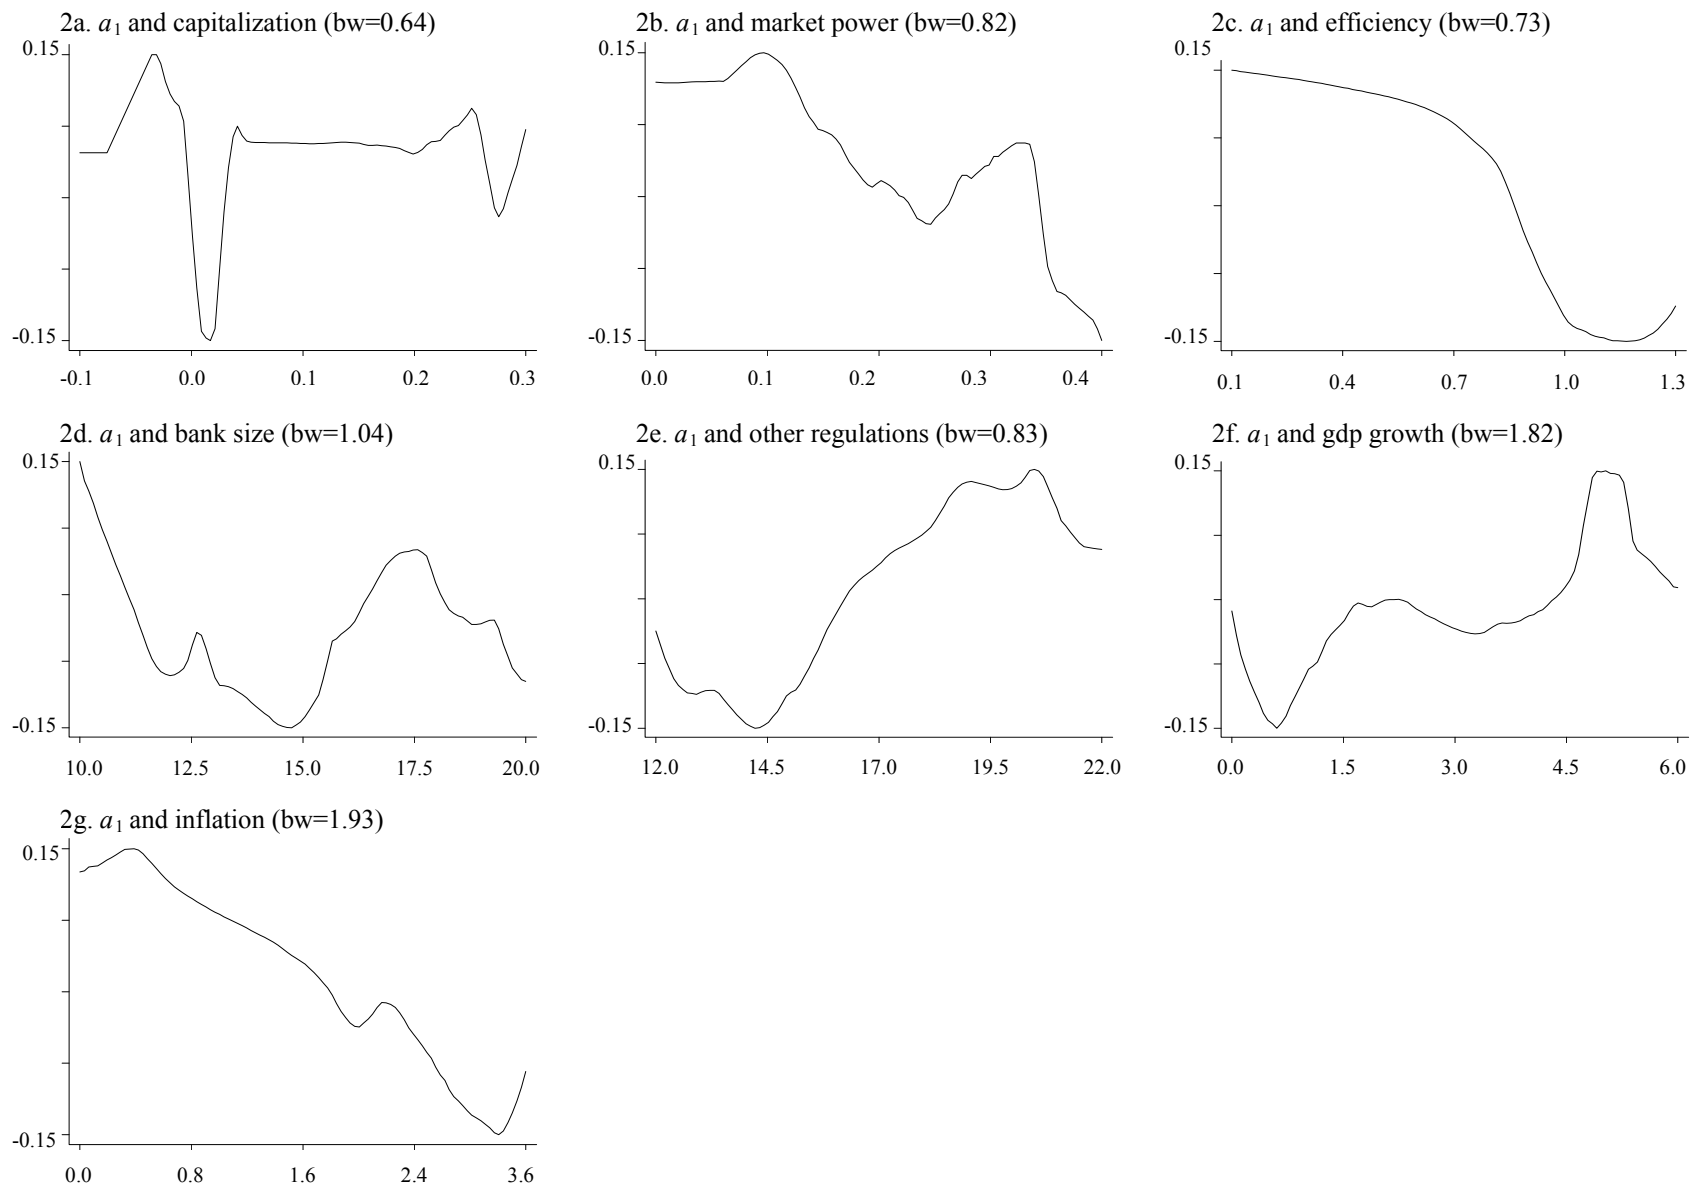 2a. a1 and capitalization (bw=0.64)
0.15
-0.15
-0.1 0.0 0.1 0.2 0.3
2b. a1 and market power (bw=0.82)
0.15
-0.15
0.0 0.1 0.2 0.3 0.4
2c. a1 and efficiency (bw=0.73)
0.15
-0.15
0.1 0.4 0.7 1.0 1.3
2d. a1 and bank size (bw=1.04)
0.15
-0.15
10.0 12.5 15.0 17.5 20.0
2e. a1 and other regulations (bw=0.83)
0.15
-0.15
12.0 14.5 17.0 19.5 22.0
2f. a1 and gdp growth (bw=1.82)
0.15
-0.15
0.0 1.5 3.0 4.5 6.0
2g. a1 and inflation (bw=1.93)
0.15
-0.15
0.0 0.8 1.6 2.4 3.6